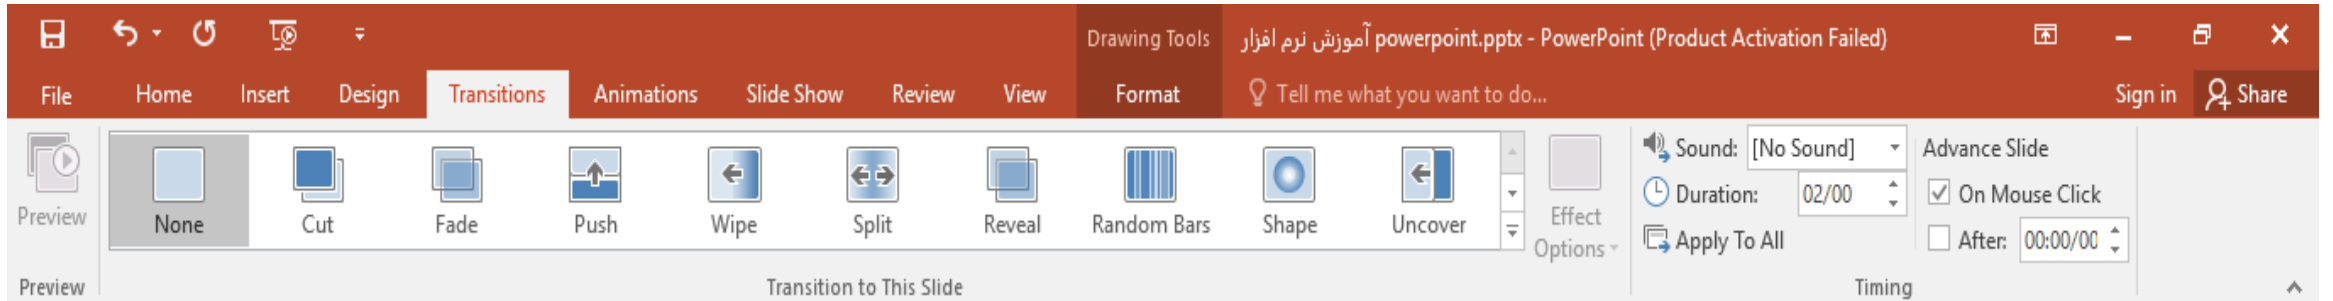 Drawing Tools
آموزش نرم افزار powerpoint.pptx - PowerPoint (Product Activation Failed)
File Home Insert Design Transitions Animations Slide Show Review View Format Tell me what you want to do... Sign in Share
Preview
None Cut Fade Push Wipe Split Reveal Random Bars Shape Uncover
Effect
Options
Sound: [No Sound]
Duration: 02/00
Apply To All
Advance Slide
On Mouse Click
After: 00:00/00
Preview Transition to This Slide Timing